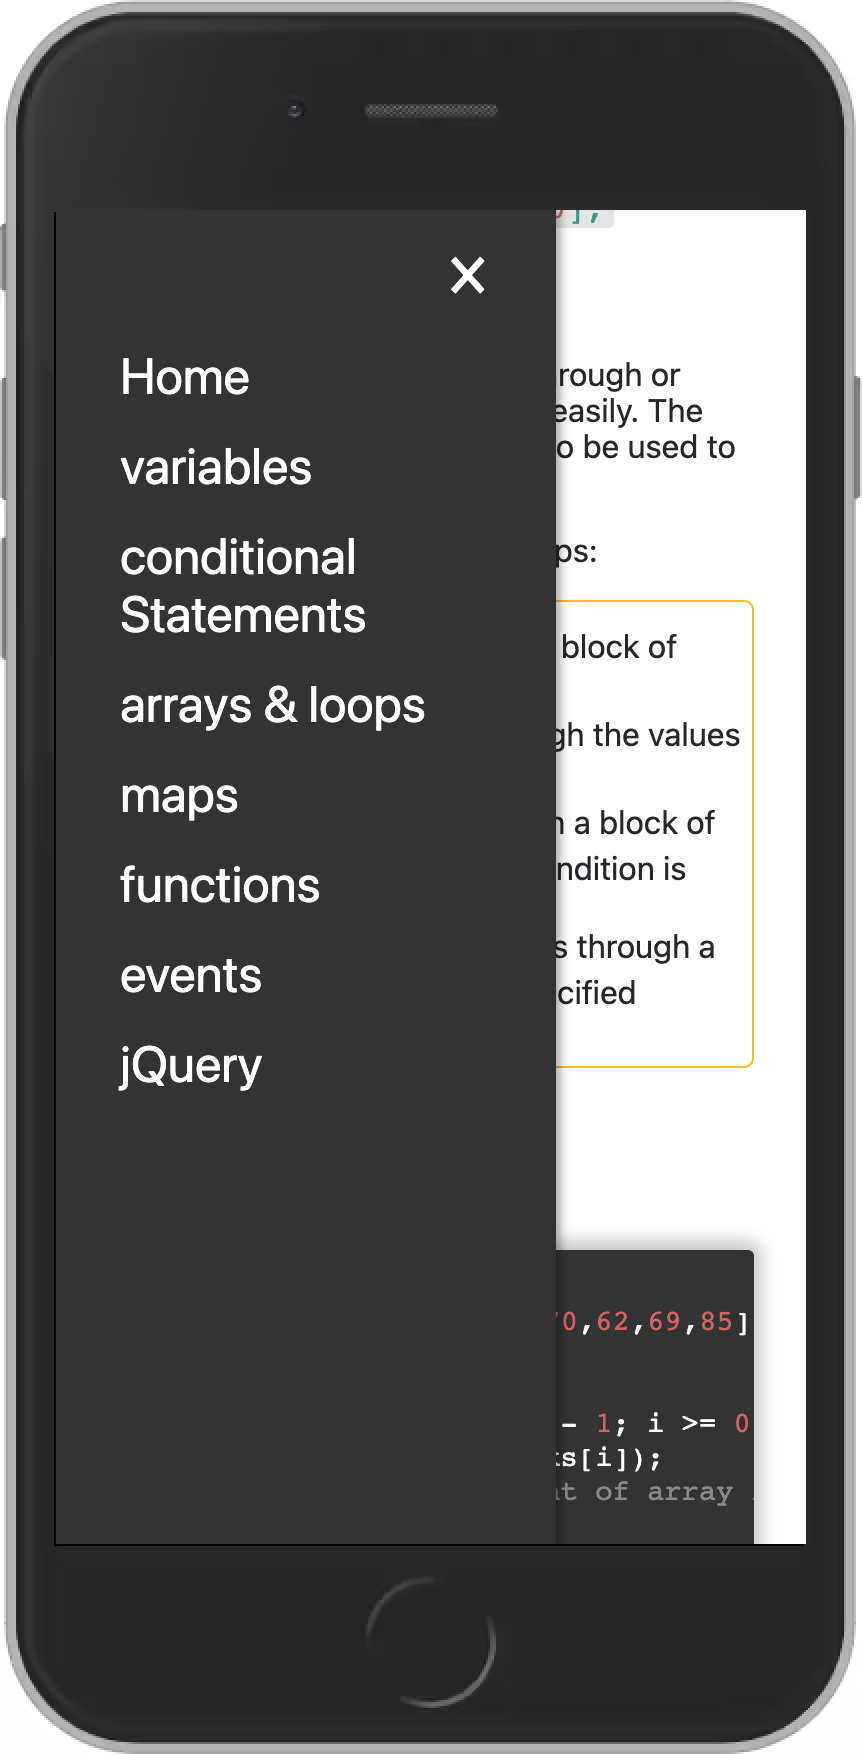 ];
Home
rough or
easily. The
variables
o be used to
conditional
Statements
ps:
block of
arrays & loops
gh the values
maps
a block of
functions
ndition is
events
s through a
cified
jQuery
0,62,69,85]
- 1; i >= 0
s[i]);
of array